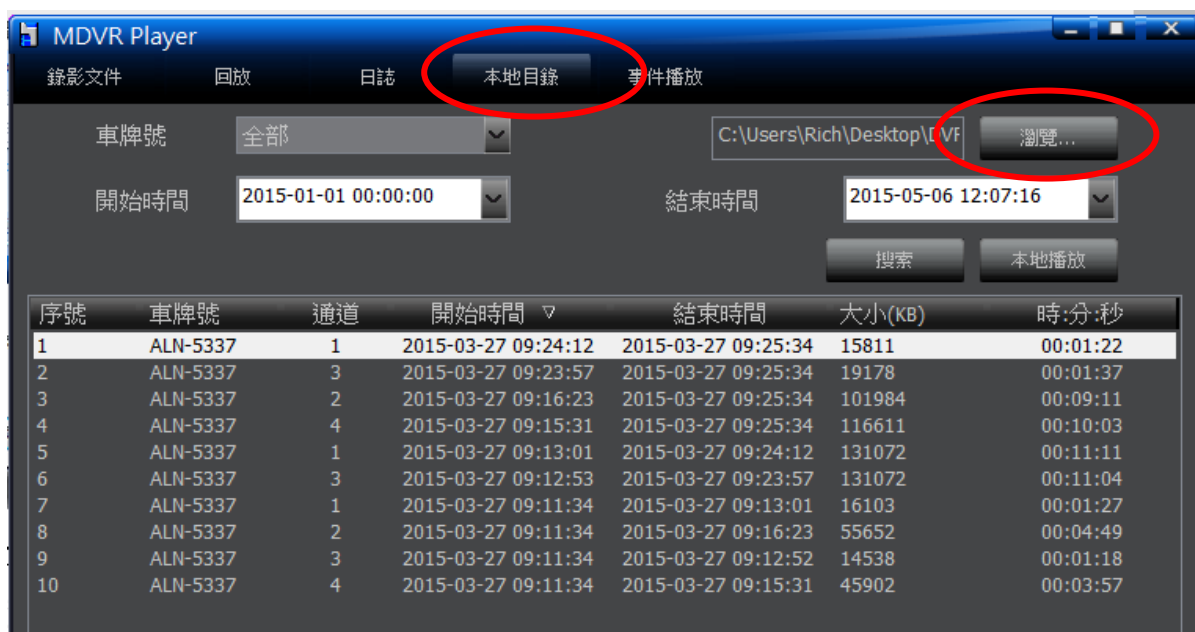 MDVR Player
錄影文件 回放 日誌 本地目錄 事件播放
車牌號 全部 C:\Users\Rich\Desktop\DVF 瀏覽...
開始時間 2015-01-01 00:00:00 結束時間 2015-05-06 12:07:16
搜索 本地播放
序號 車牌號 通道 開始時間 結束時間 大小(KB) 時:分:秒
1 ALN-5337 1 2015-03-27 09:24:12 2015-03-27 09:25:34 15811 00:01:22
2 ALN-5337 3 2015-03-27 09:23:57 2015-03-27 09:25:34 19178 00:01:37
3 ALN-5337 2 2015-03-27 09:16:23 2015-03-27 09:25:34 101984 00:09:11
4 ALN-5337 4 2015-03-27 09:15:31 2015-03-27 09:25:34 116611 00:10:03
5 ALN-5337 1 2015-03-27 09:13:01 2015-03-27 09:24:12 131072 00:11:11
6 ALN-5337 3 2015-03-27 09:12:53 2015-03-27 09:23:57 131072 00:11:04
7 ALN-5337 1 2015-03-27 09:11:34 2015-03-27 09:13:01 16103 00:01:27
8 ALN-5337 2 2015-03-27 09:11:34 2015-03-27 09:16:23 55652 00:04:49
9 ALN-5337 3 2015-03-27 09:11:34 2015-03-27 09:12:52 14538 00:01:18
10 ALN-5337 4 2015-03-27 09:11:34 2015-03-27 09:15:31 45902 00:03:57